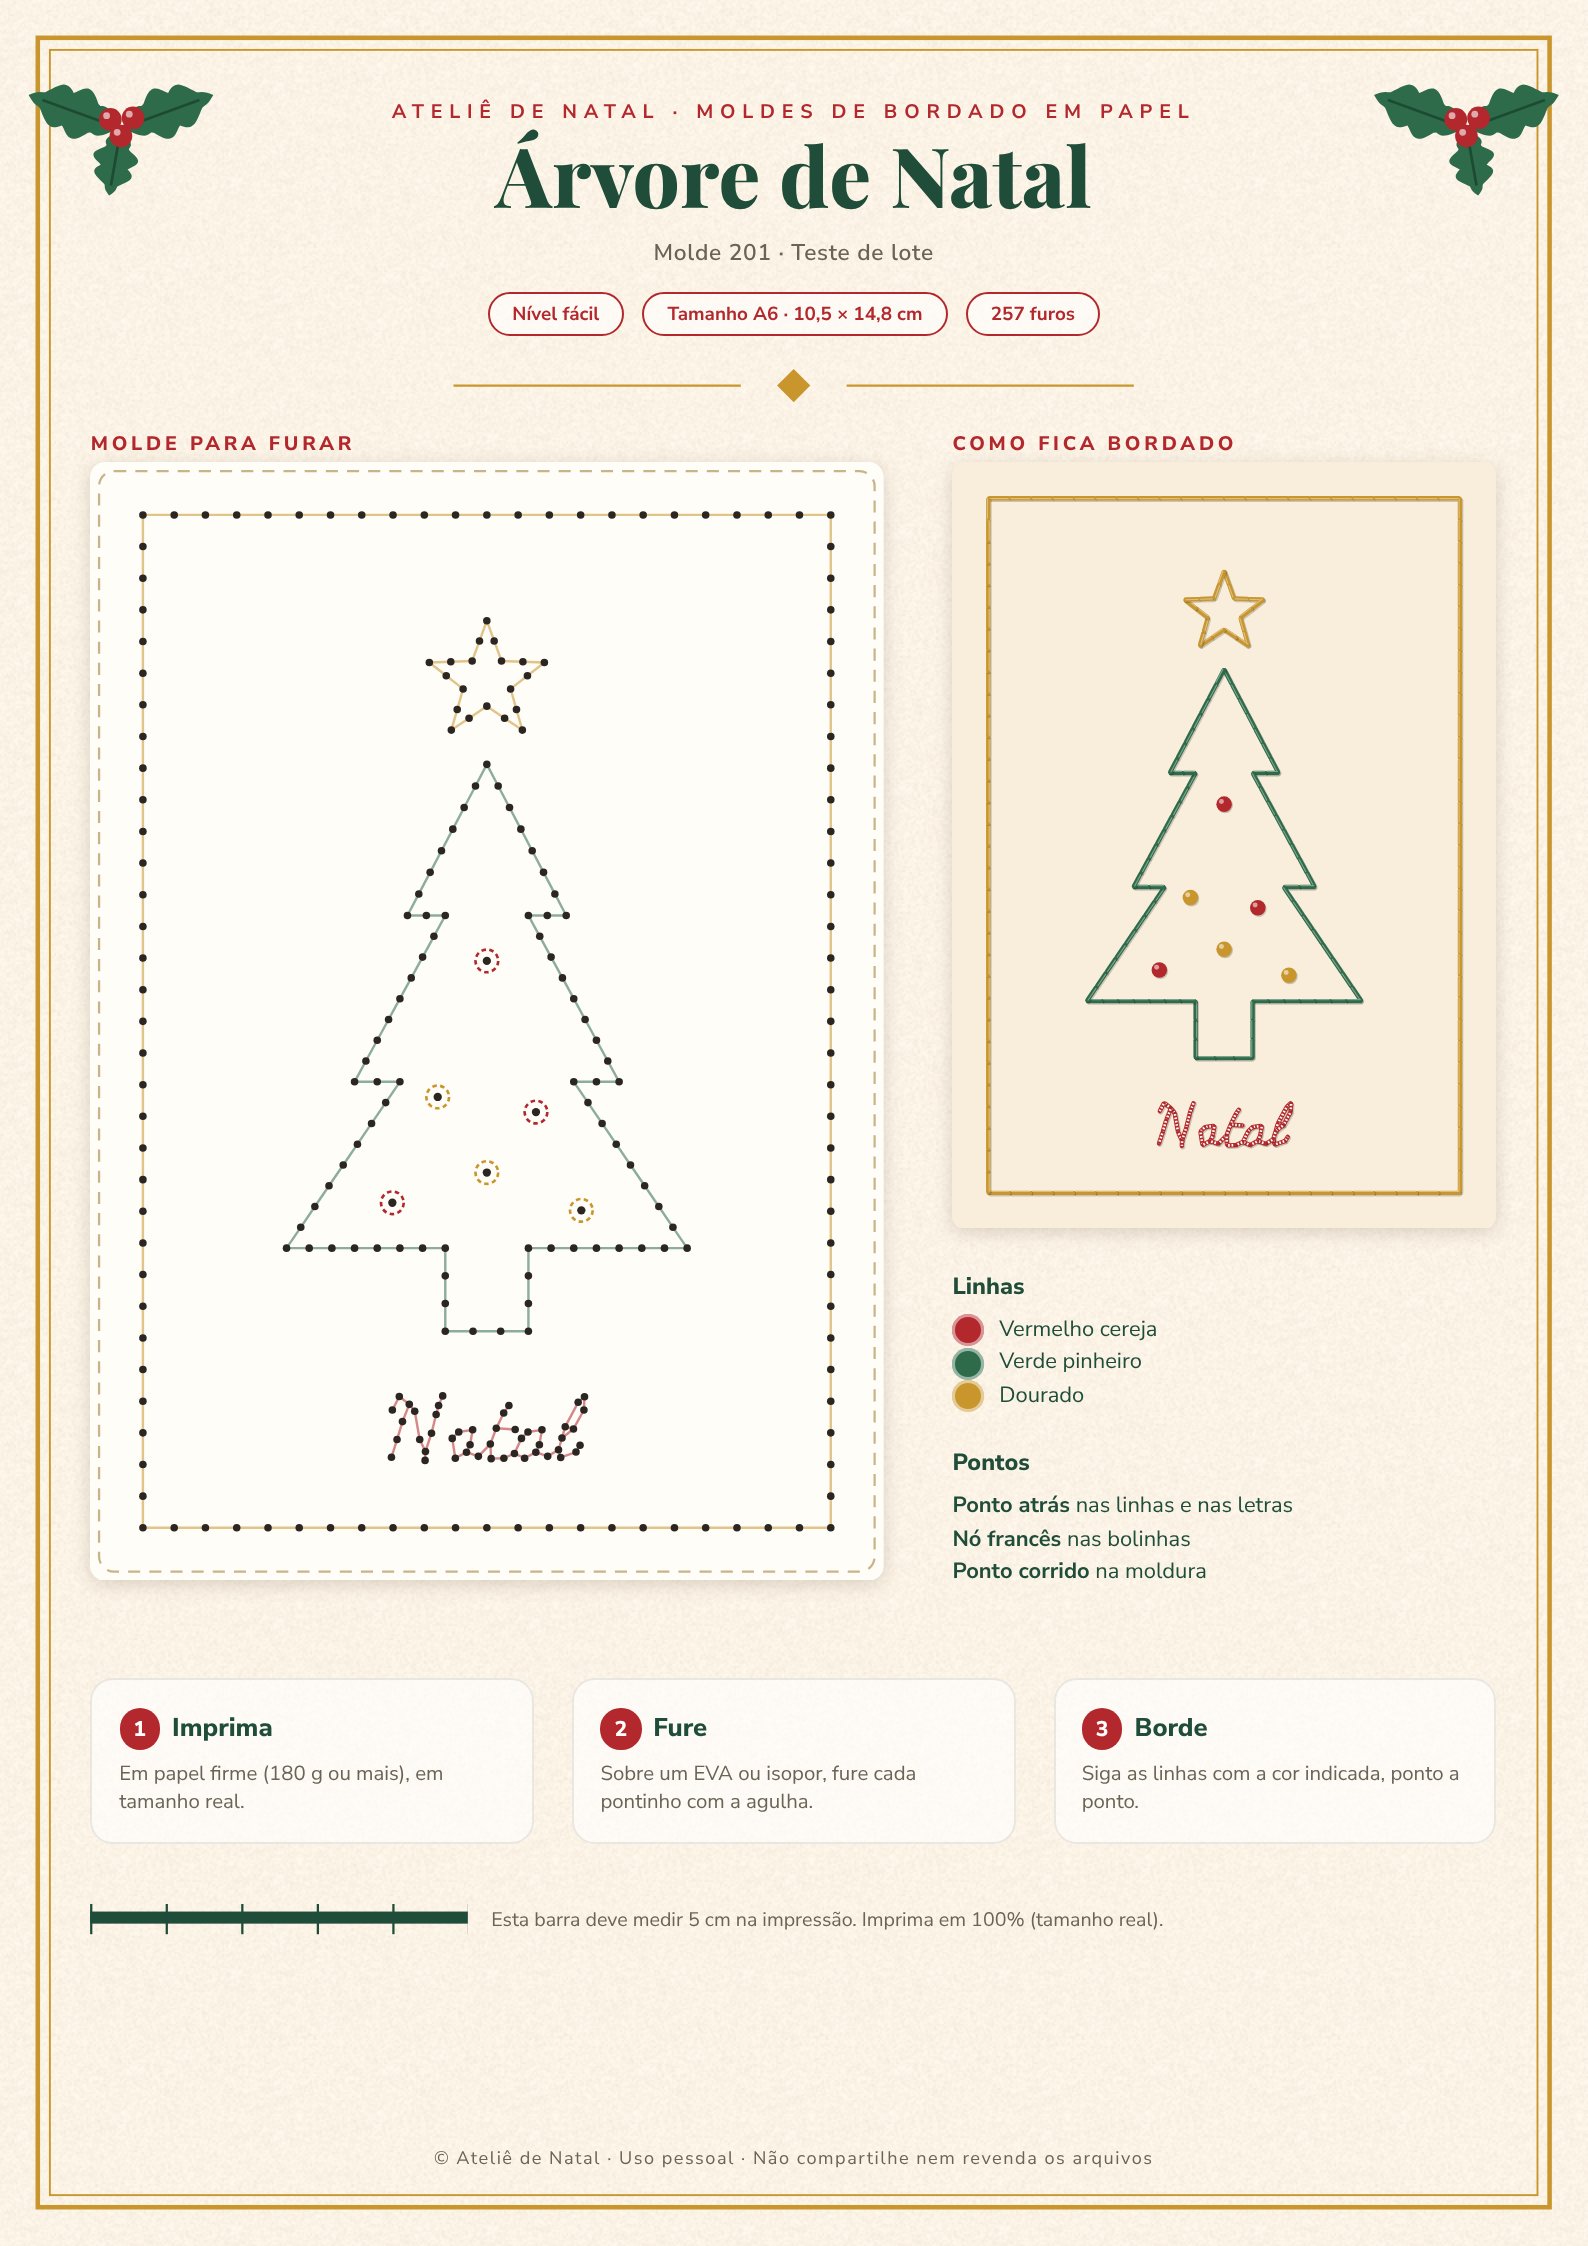 ATELIÊ DE NATAL · MOLDES DE BORDADO EM PAPEL
Árvore de Natal
Molde 201 · Teste de lote
Nível fácil
Tamanho A6 · 10,5 × 14,8 cm
257 furos
MOLDE PARA FURAR
Natal
COMO FICA BORDADO
Natal
Linhas
Vermelho cereja
Verde pinheiro
Dourado
Pontos
Ponto atrás nas linhas e nas letras
Nó francês nas bolinhas
Ponto corrido na moldura
1 Imprima
Em papel firme (180 g ou mais), em
tamanho real.
2 Fure
Sobre um EVA ou isopor, fure cada
pontinho com a agulha.
3 Borde
Siga as linhas com a cor indicada, ponto a
ponto.
Esta barra deve medir 5 cm na impressão. Imprima em 100% (tamanho real).
© Ateliê de Natal · Uso pessoal · Não compartilhe nem revenda os arquivos